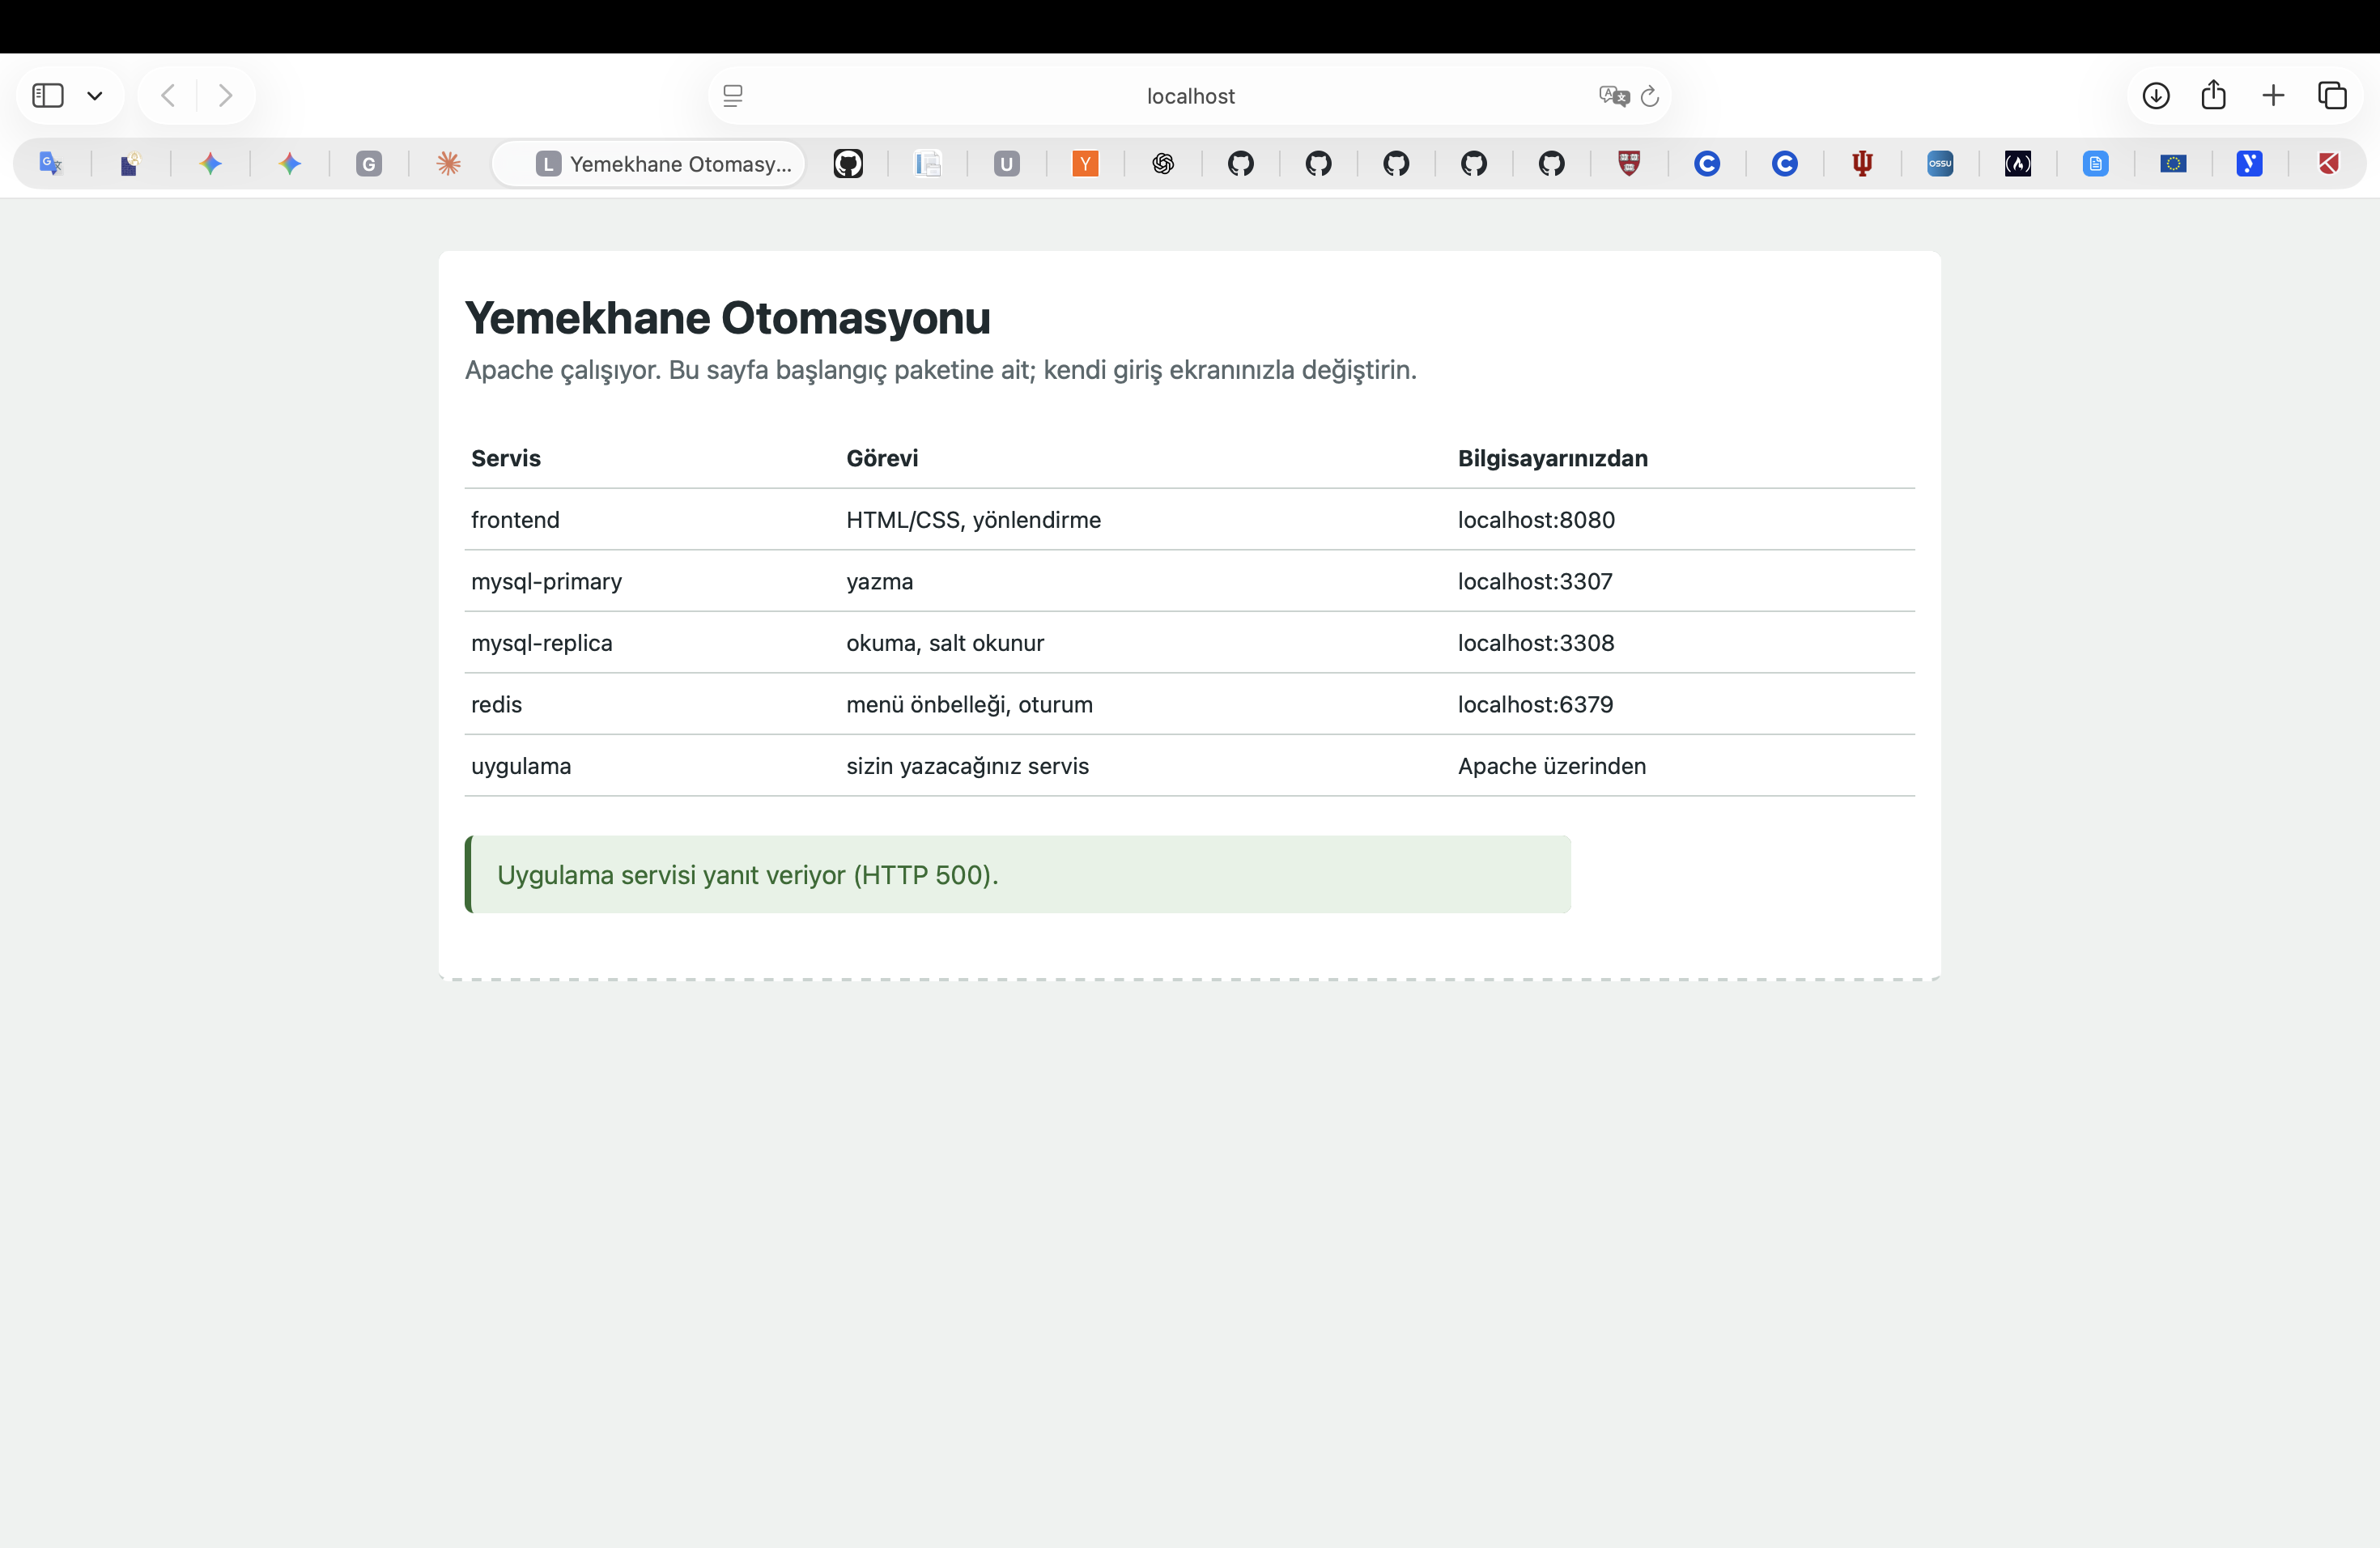 localhost
G
L Yemekhane Otomasy...
U
Y
OSSU
Yemekhane Otomasyonu
Apache çalışıyor. Bu sayfa başlangıç paketine ait; kendi giriş ekranınızla değiştirin.
Servis Görevi Bilgisayarınızdan
frontend HTML/CSS, yönlendirme localhost:8080
mysql-primary yazma localhost:3307
mysql-replica okuma, salt okunur localhost:3308
redis menü önbelleği, oturum localhost:6379
uygulama sizin yazacağınız servis Apache üzerinden
Uygulama servisi yanıt veriyor (HTTP 500).